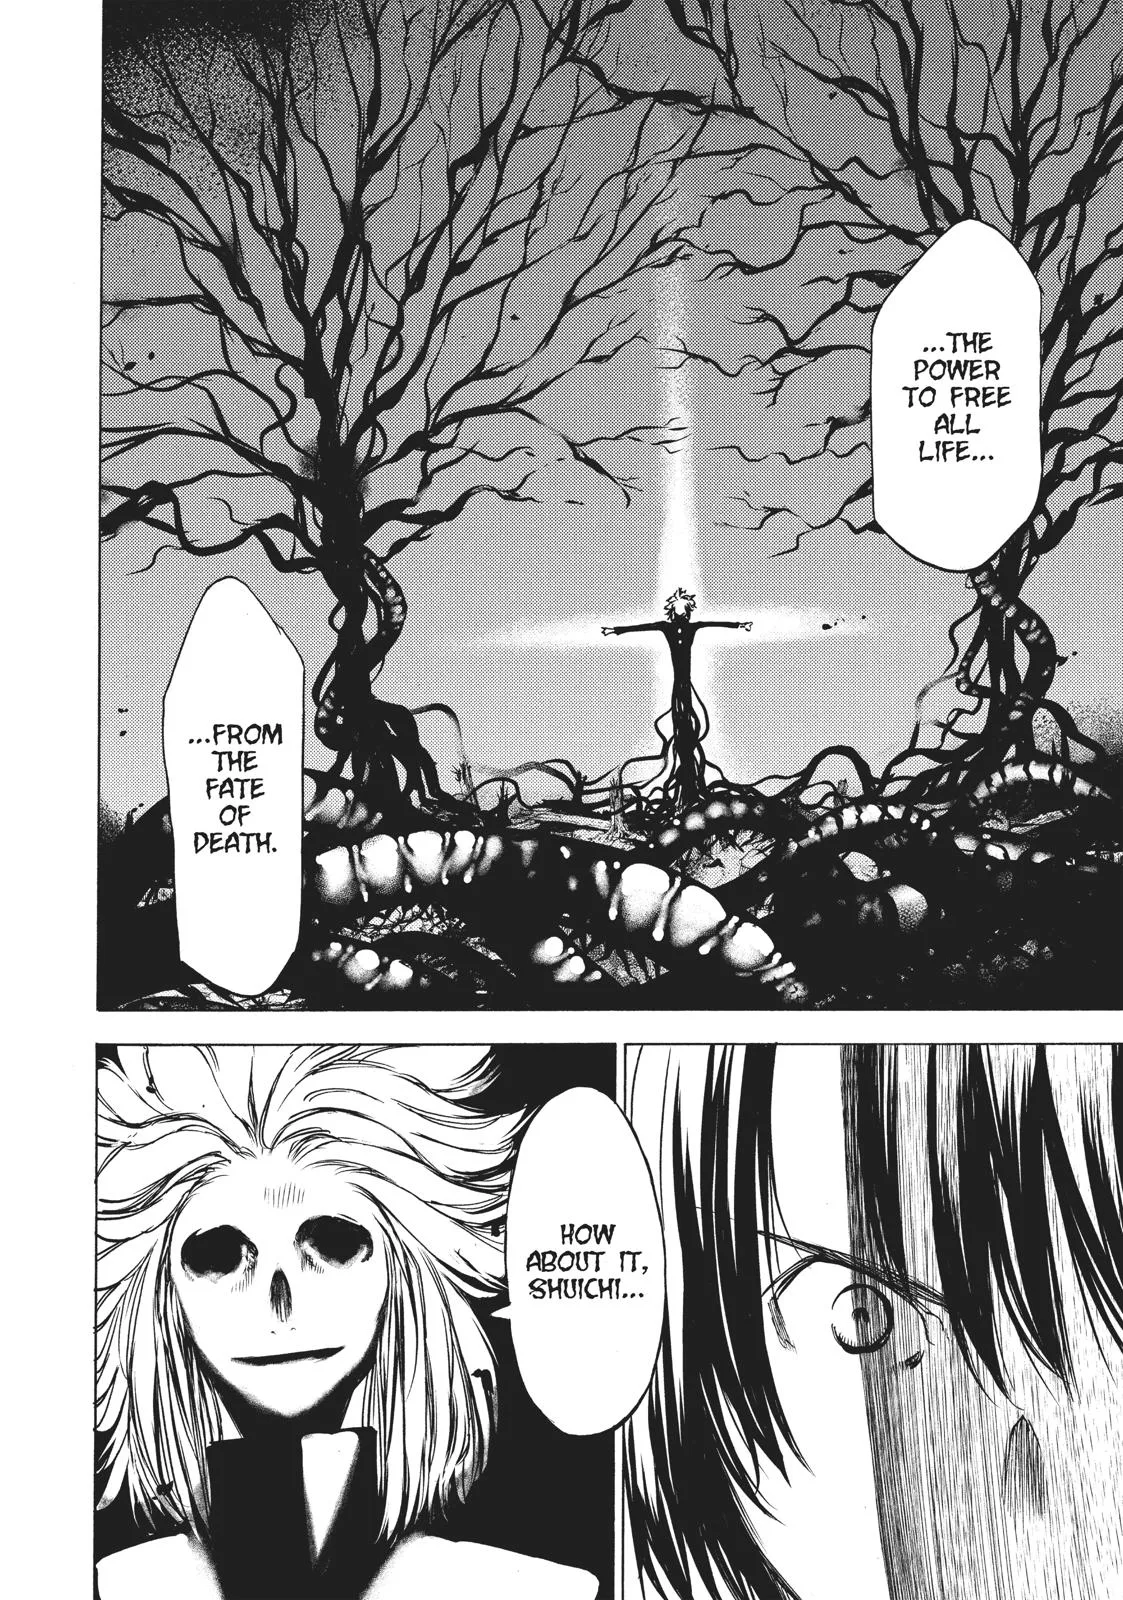 ...THE
POWER
TO FREE
ALL
LIFE...
...FROM
THE
FATE
OF
DEATH.
HOW
ABOUT IT,
SHUICHI...